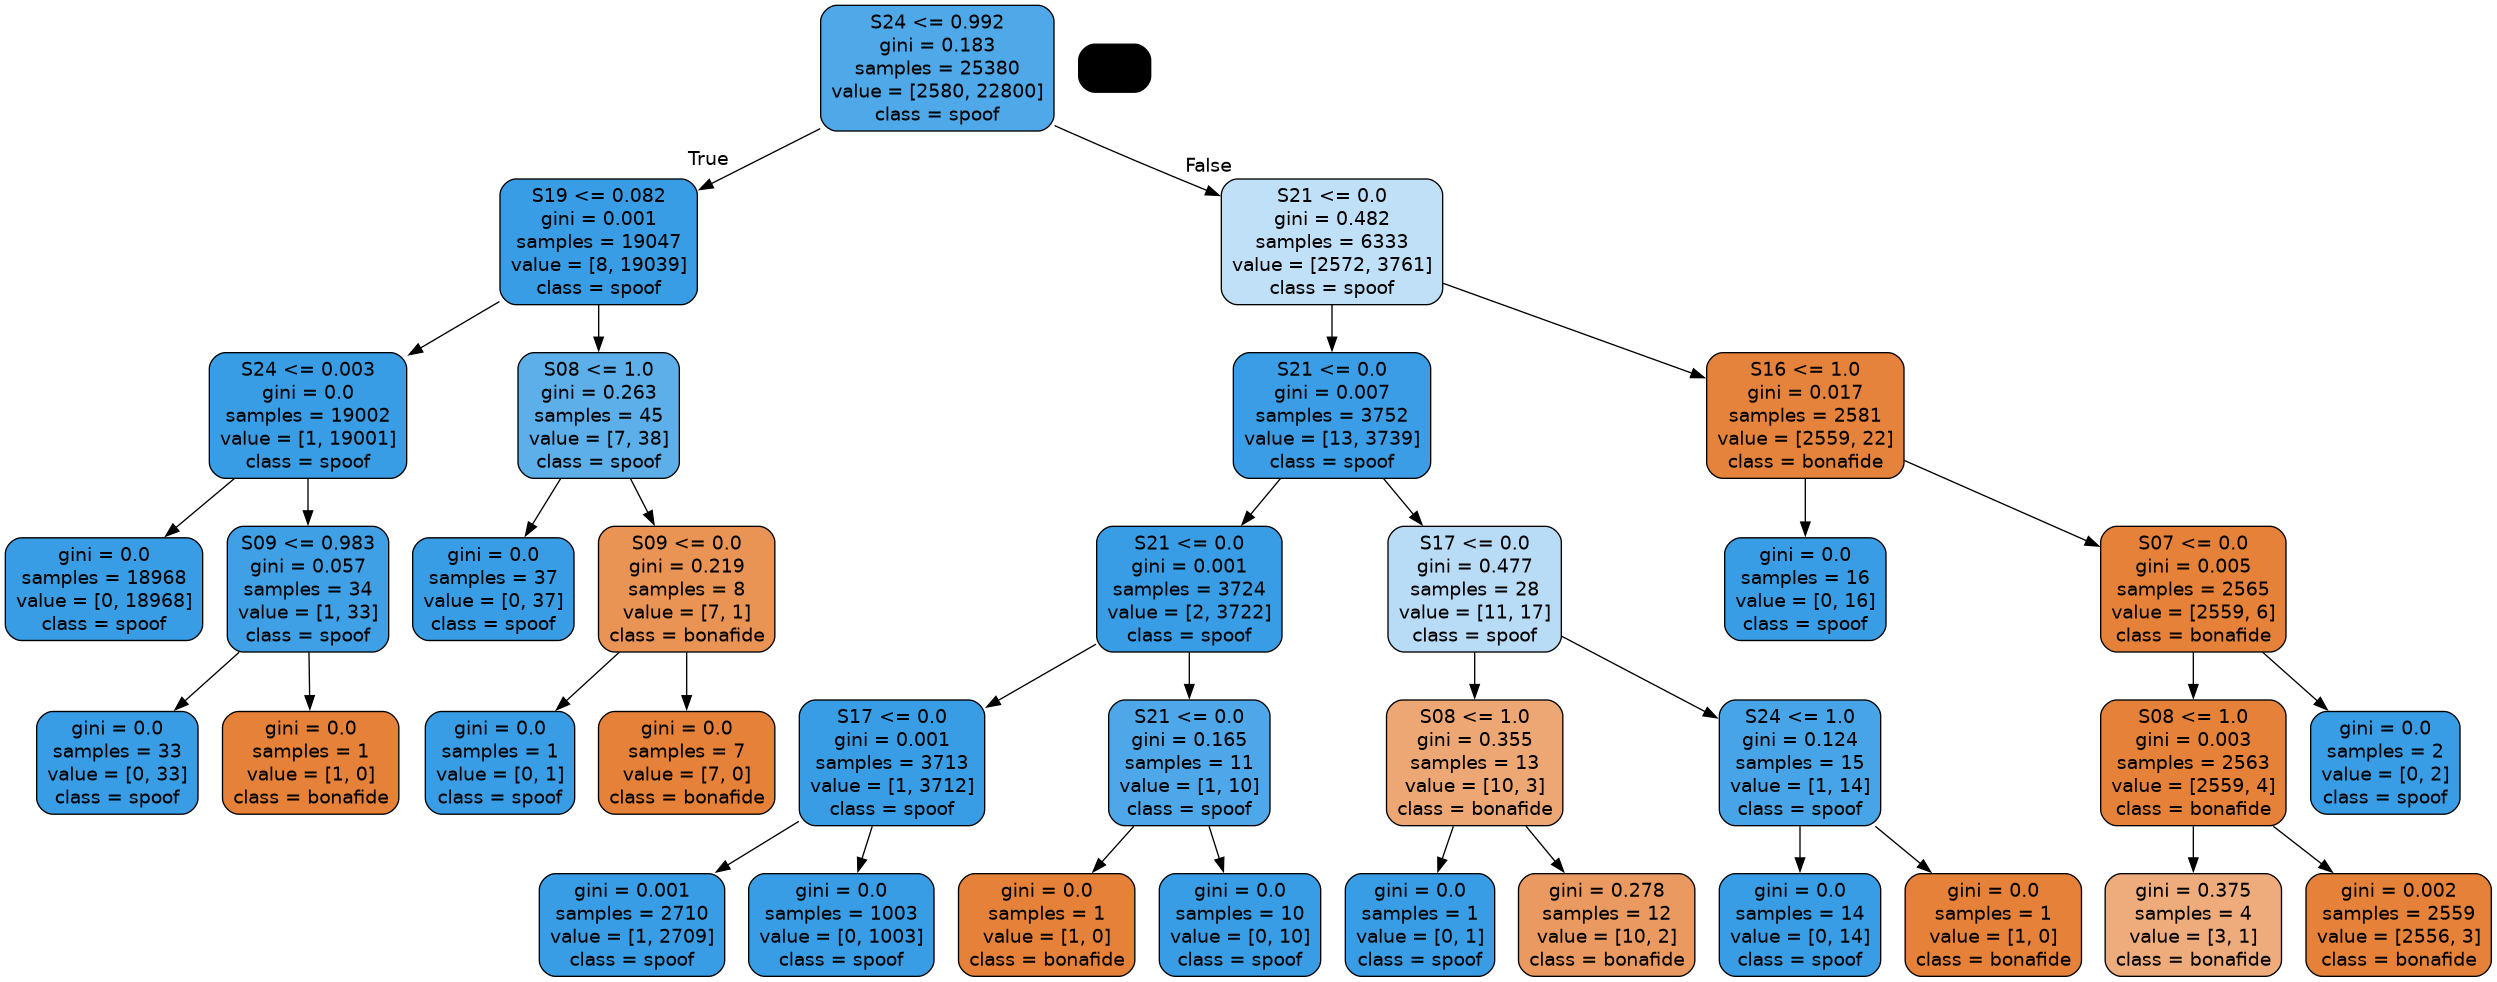 S24 <= 0.992
gini = 0.183
samples = 25380
value = [2580, 22800]
class = spoof
True
False
S19 <= 0.082
gini = 0.001
samples = 19047
value = [8, 19039]
class = spoof
S21 <= 0.0
gini = 0.482
samples = 6333
value = [2572, 3761]
class = spoof
S24 <= 0.003
gini = 0.0
samples = 19002
value = [1, 19001]
class = spoof
S08 <= 1.0
gini = 0.263
samples = 45
value = [7, 38]
class = spoof
S21 <= 0.0
gini = 0.007
samples = 3752
value = [13, 3739]
class = spoof
S16 <= 1.0
gini = 0.017
samples = 2581
value = [2559, 22]
class = bonafide
gini = 0.0
samples = 18968
value = [0, 18968]
class = spoof
S09 <= 0.983
gini = 0.057
samples = 34
value = [1, 33]
class = spoof
gini = 0.0
samples = 37
value = [0, 37]
class = spoof
S09 <= 0.0
gini = 0.219
samples = 8
value = [7, 1]
class = bonafide
S21 <= 0.0
gini = 0.001
samples = 3724
value = [2, 3722]
class = spoof
S17 <= 0.0
gini = 0.477
samples = 28
value = [11, 17]
class = spoof
gini = 0.0
samples = 16
value = [0, 16]
class = spoof
S07 <= 0.0
gini = 0.005
samples = 2565
value = [2559, 6]
class = bonafide
gini = 0.0
samples = 33
value = [0, 33]
class = spoof
gini = 0.0
samples = 1
value = [1, 0]
class = bonafide
gini = 0.0
samples = 1
value = [0, 1]
class = spoof
gini = 0.0
samples = 7
value = [7, 0]
class = bonafide
S17 <= 0.0
gini = 0.001
samples = 3713
value = [1, 3712]
class = spoof
S21 <= 0.0
gini = 0.165
samples = 11
value = [1, 10]
class = spoof
S08 <= 1.0
gini = 0.355
samples = 13
value = [10, 3]
class = bonafide
S24 <= 1.0
gini = 0.124
samples = 15
value = [1, 14]
class = spoof
S08 <= 1.0
gini = 0.003
samples = 2563
value = [2559, 4]
class = bonafide
gini = 0.0
samples = 2
value = [0, 2]
class = spoof
gini = 0.001
samples = 2710
value = [1, 2709]
class = spoof
gini = 0.0
samples = 1003
value = [0, 1003]
class = spoof
gini = 0.0
samples = 1
value = [1, 0]
class = bonafide
gini = 0.0
samples = 10
value = [0, 10]
class = spoof
gini = 0.0
samples = 1
value = [0, 1]
class = spoof
gini = 0.278
samples = 12
value = [10, 2]
class = bonafide
gini = 0.0
samples = 14
value = [0, 14]
class = spoof
gini = 0.0
samples = 1
value = [1, 0]
class = bonafide
gini = 0.375
samples = 4
value = [3, 1]
class = bonafide
gini = 0.002
samples = 2559
value = [2556, 3]
class = bonafide